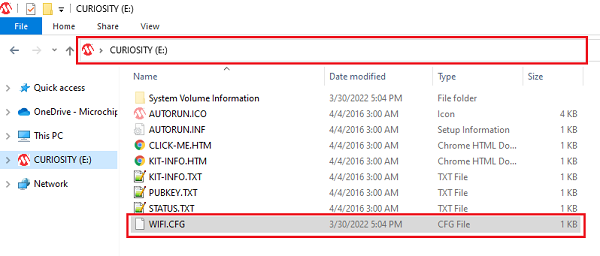 CURIOSITY (E:)
File Home Share View
CURIOSITY (E:)
Name Date modified Type Size
Quick access
OneDrive - Microchip
This PC
CURIOSITY (E:)
Network
System Volume Information 3/30/2022 5:04 PM File folder
AUTORUN.ICO 4/4/2016 3:00 AM Icon 4 KB
AUTORUN.INF 4/4/2016 3:00 AM Setup Information 1 KB
CLICK-ME.HTM 4/4/2016 3:00 AM Chrome HTML Do... 1 KB
KIT-INFO.HTM 4/4/2016 3:00 AM Chrome HTML Do... 1 KB
KIT-INFO.TXT 4/4/2016 3:00 AM TXT File 1 KB
PUBKEY.TXT 4/4/2016 3:00 AM TXT File 1 KB
STATUS.TXT 4/4/2016 3:00 AM TXT File 1 KB
WIFI.CFG 3/30/2022 5:04 PM CFG File 1 KB